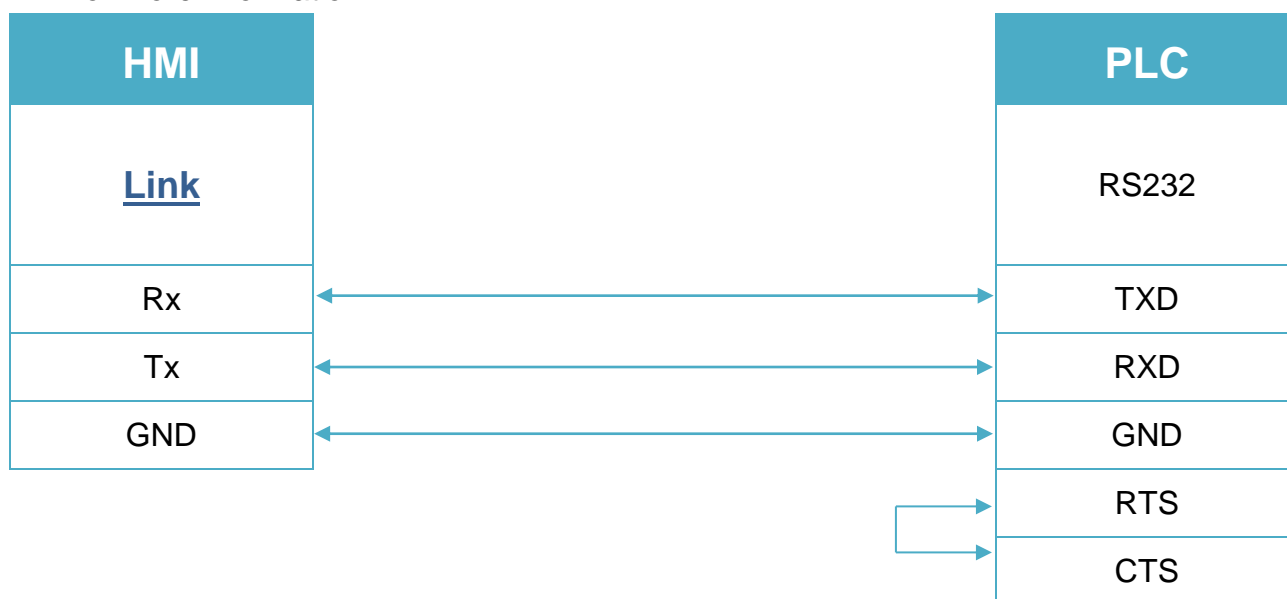 HMI PLC
Link RS232
Rx TXD
Tx RXD
GND GND
RTS
CTS